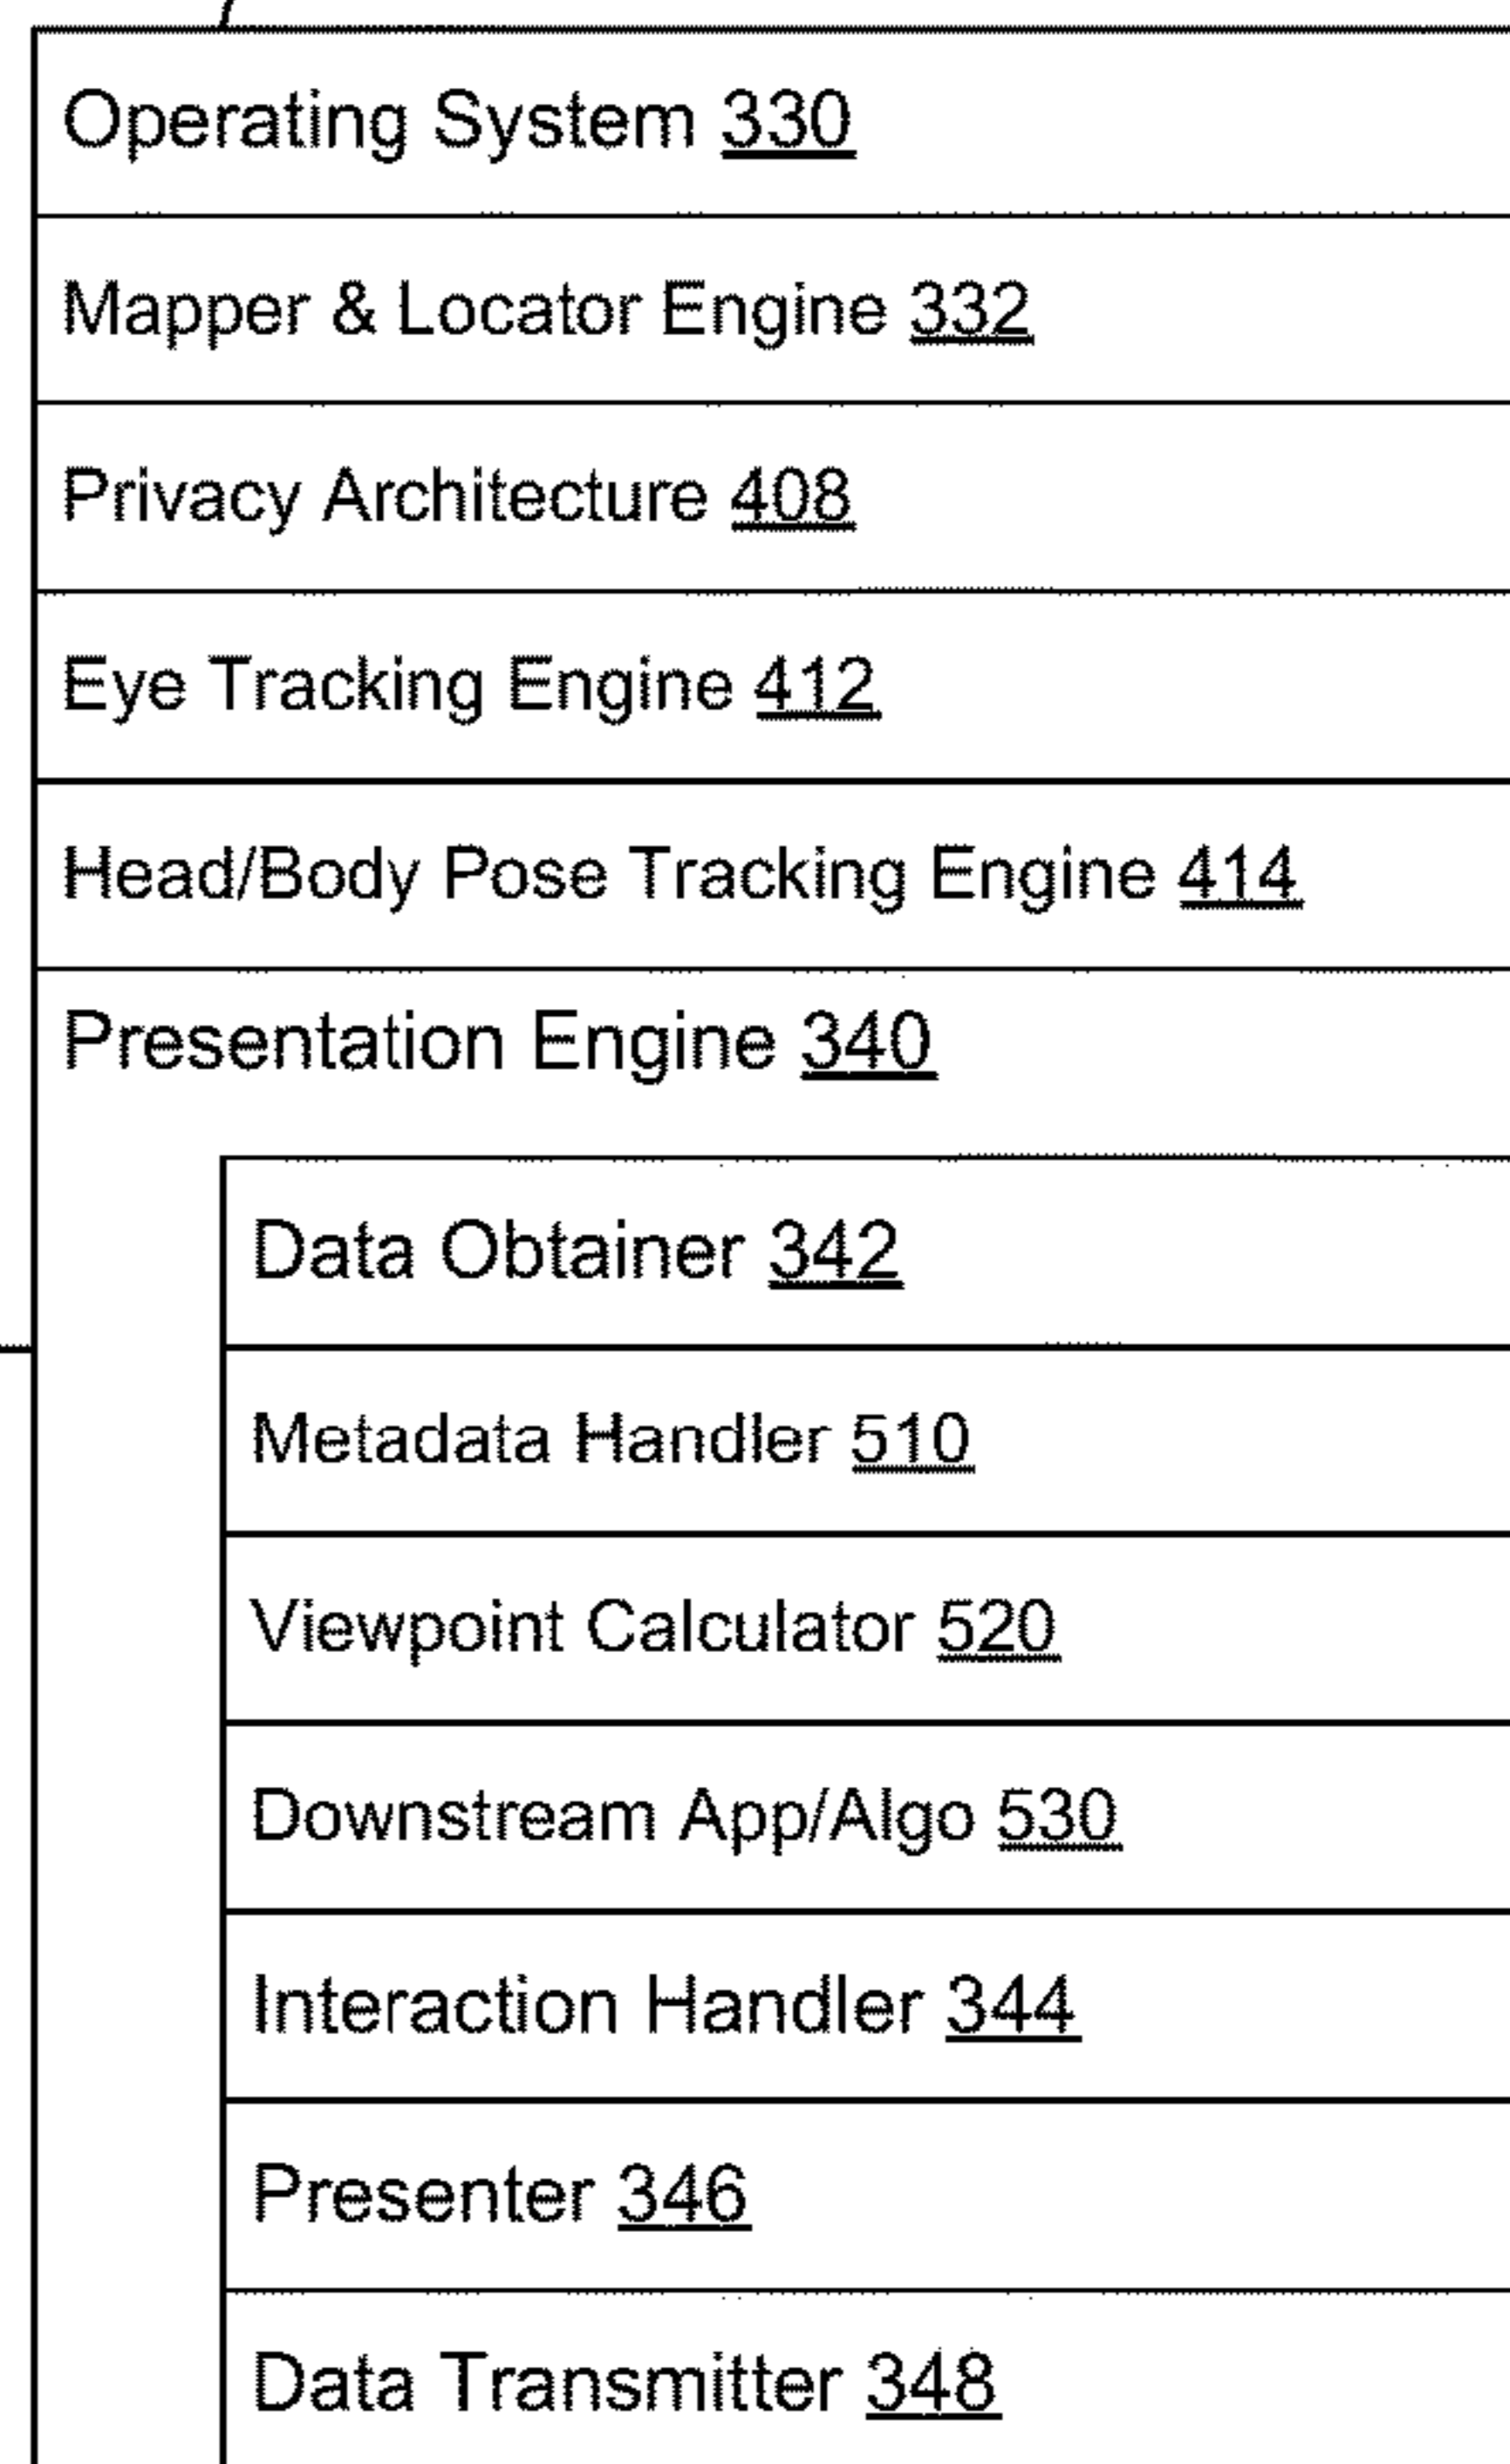 Operating System 330
Mapper & Locator Engine 332
Privacy Architecture 408
Eye Tracking Engine 412
Head/Body Pose Tracking Engine 414
Presentation Engine 340
Data Obtainer 342
Metadata Handler 510
Viewpoint Calculator 520
Downstream App/Algo 530
Interaction Handler 344
Presenter 346
Data Transmitter 348